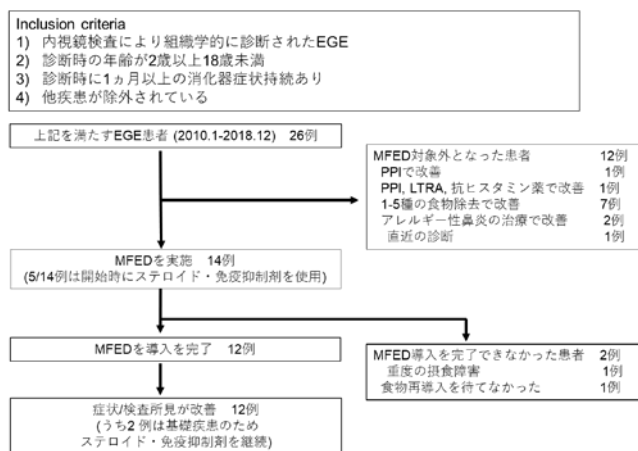 Inclusion criteria
1) 内視鏡検査により組織学的に診断されたEGE
2) 診断時の年齢が2歳以上18歳未満
3) 診断時に1ヵ月以上の消化器症状持続あり
4) 他疾患が除外されている
上記を満たすEGE患者 (2010.1-2018.12) 26例
MFED対象外となった患者 12例
PPIで改善 1例
PPI, LTRA, 抗ヒスタミン薬で改善 1例
1-5種の食物除去で改善 7例
アレルギー性鼻炎の治療で改善 2例
直近の診断 1例
MFEDを実施 14例
(5/14例は開始時にステロイド・免疫抑制剤を使用)
MFEDを導入を完了 12例
MFED導入を完了できなかった患者 2例
重度の摂食障害 1例
食物再導入を待てなかった 1例
症状/検査所見が改善 12例
(うち2 例は基礎疾患のため
ステロイド・免疫抑制剤を継続)